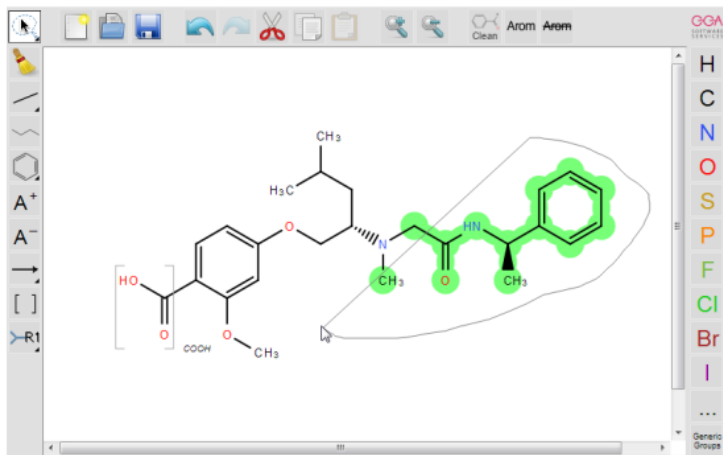 Clean
Arom
Arom
GGA
SOFTWARE
SERVICES
H
C
N
O
S
P
F
Cl
Br
I
...
Generic
Groups
A+
A−
[ ]
R1
CH3
H3C
O
N
CH3
HN
O
CH3
HO
O
COOH
O
CH3